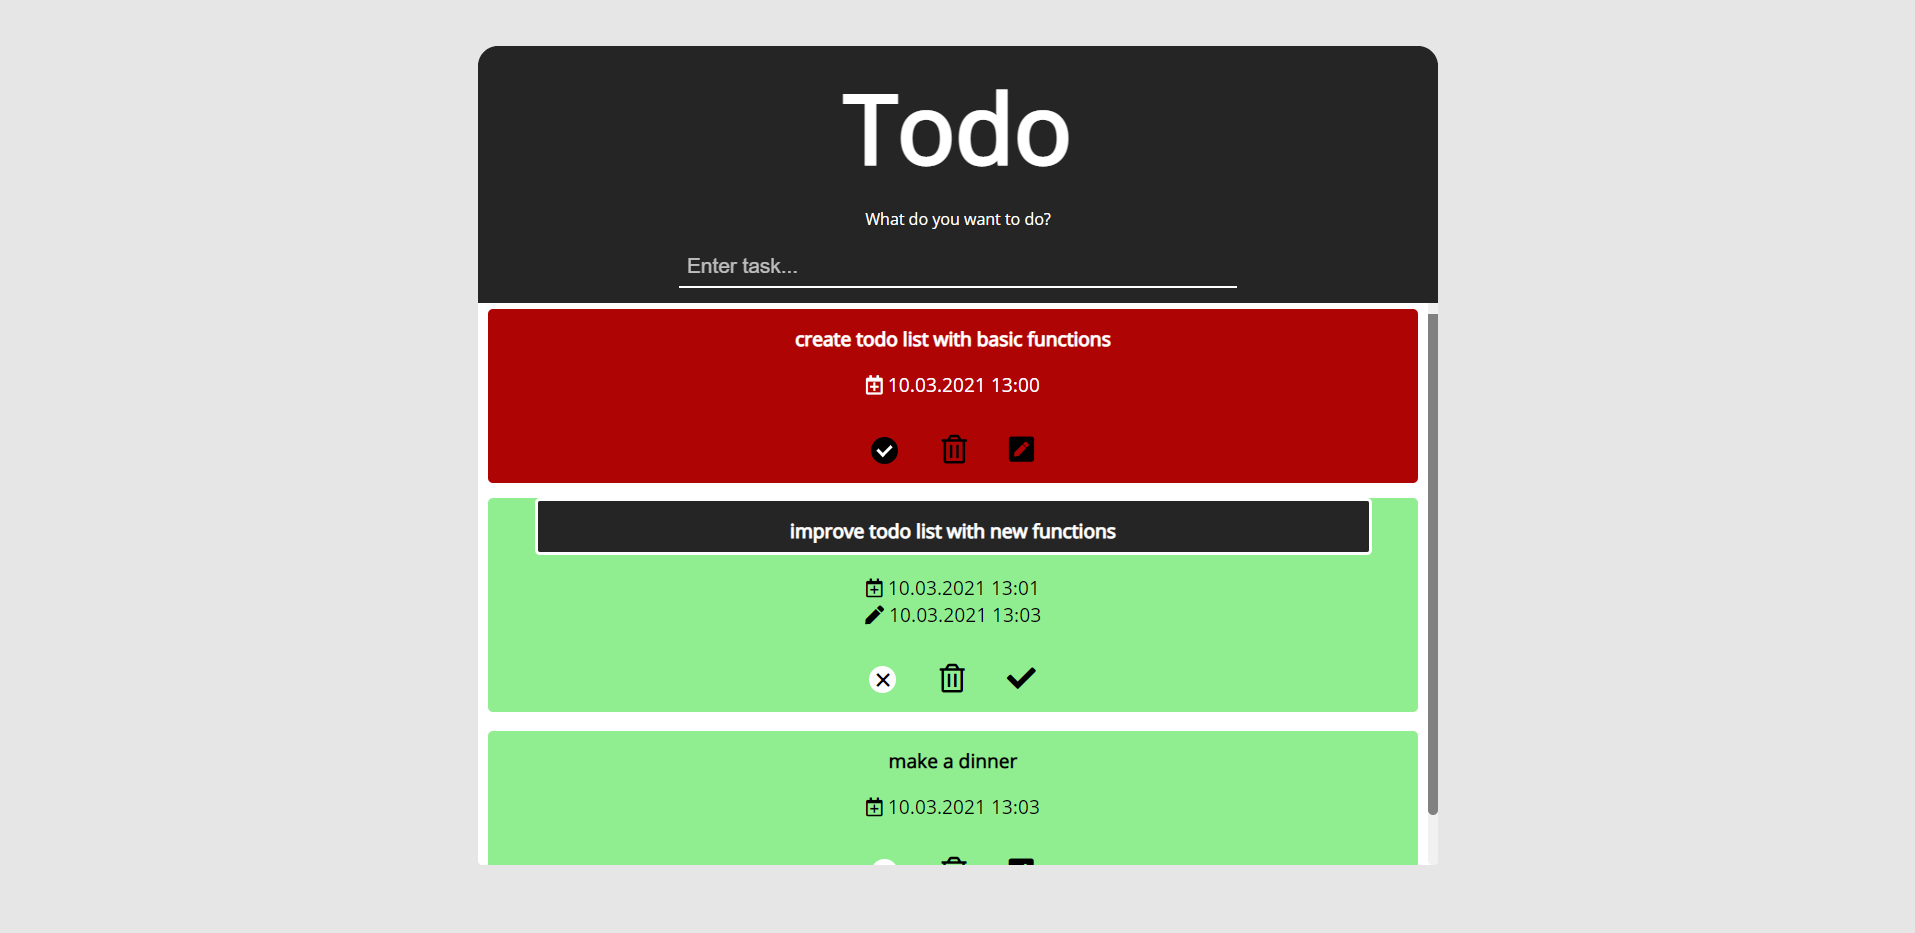 Todo
What do you want to do?
Enter task...
create todo list with basic functions
10.03.2021 13:00
improve todo list with new functions
10.03.2021 13:01
10.03.2021 13:03
make a dinner
10.03.2021 13:03